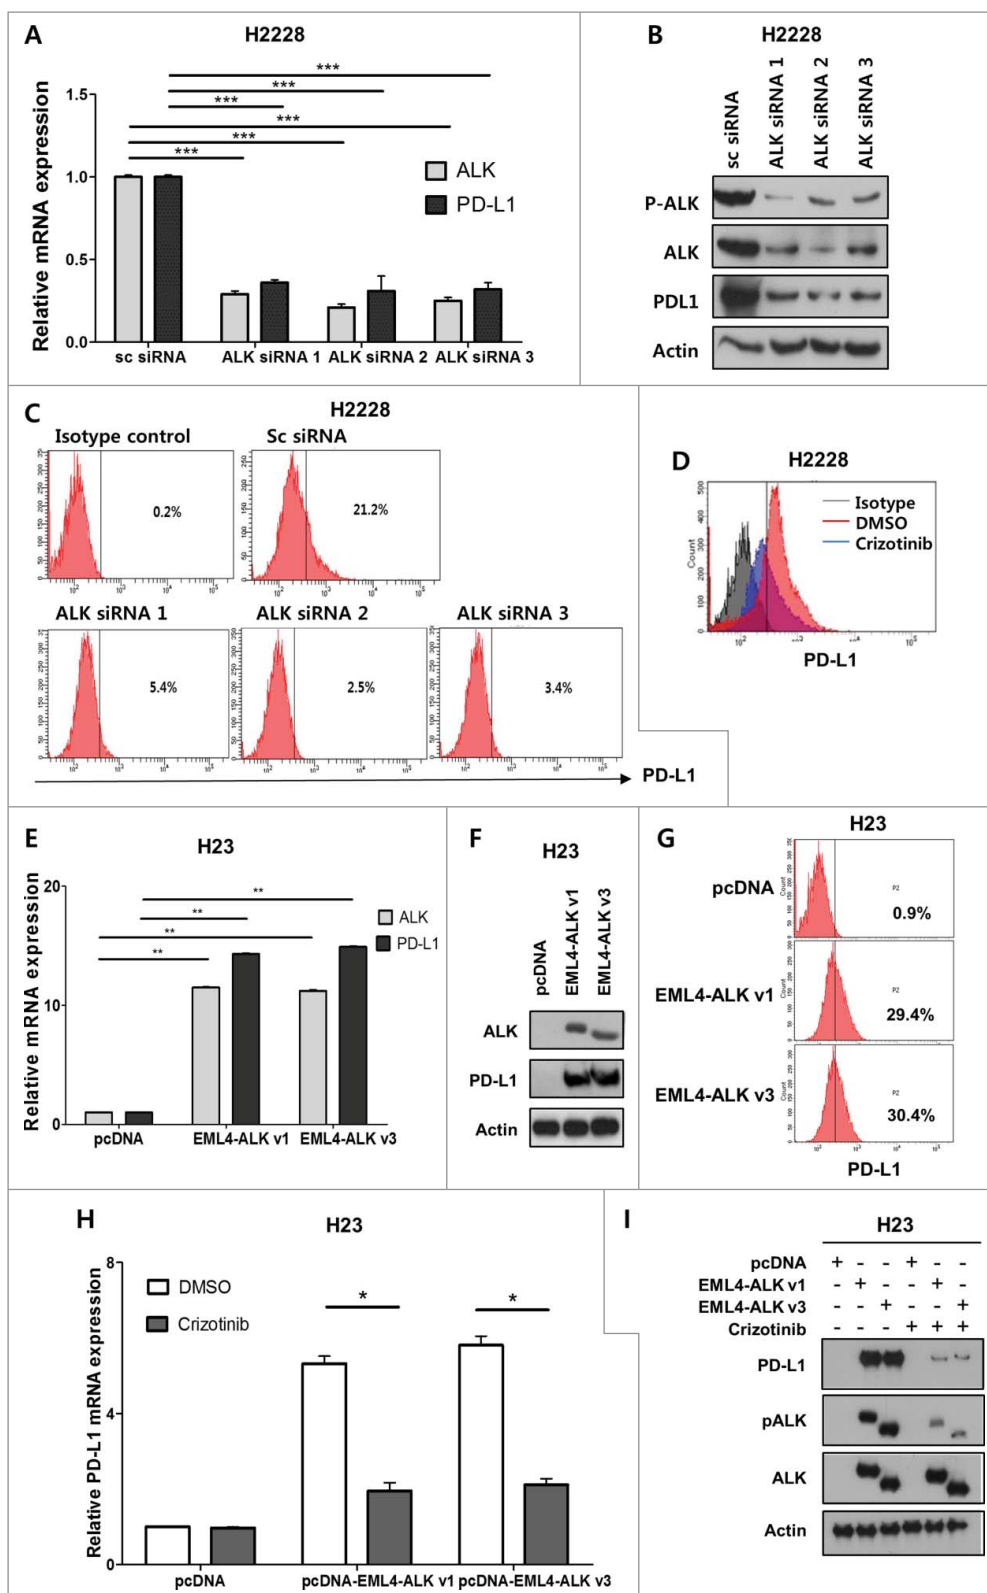 A
H2228
***
***
***
***
***
***
Relative mRNA expression
1.5
1.0
0.5
0.0
ALK
PD-L1
sc siRNA
ALK siRNA 1
ALK siRNA 2
ALK siRNA 3
B
H2228
sc siRNA
ALK siRNA 1
ALK siRNA 2
ALK siRNA 3
P-ALK
ALK
PDL1
Actin
C
H2228
Isotype control
0.2%
Sc siRNA
21.2%
ALK siRNA 1
5.4%
ALK siRNA 2
2.5%
ALK siRNA 3
3.4%
PD-L1
D
H2228
Isotype
DMSO
Crizotinib
Count
PD-L1
E
H23
**
**
**
**
Relative mRNA expression
20
10
0
ALK
PD-L1
pcDNA
EML4-ALK v1
EML4-ALK v3
F
H23
pcDNA
EML4-ALK v1
EML4-ALK v3
ALK
PD-L1
Actin
G
H23
pcDNA
Count
P2
0.9%
EML4-ALK v1
Count
P2
29.4%
EML4-ALK v3
Count
P2
30.4%
PD-L1
H
H23
Relative PD-L1 mRNA expression
8
4
0
DMSO
Crizotinib
*
*
pcDNA
pcDNA-EML4-ALK v1
pcDNA-EML4-ALK v3
I
H23
pcDNA + - - + - -
EML4-ALK v1 - + - - + -
EML4-ALK v3 - - + - - +
Crizotinib - - - + + +
PD-L1
pALK
ALK
Actin